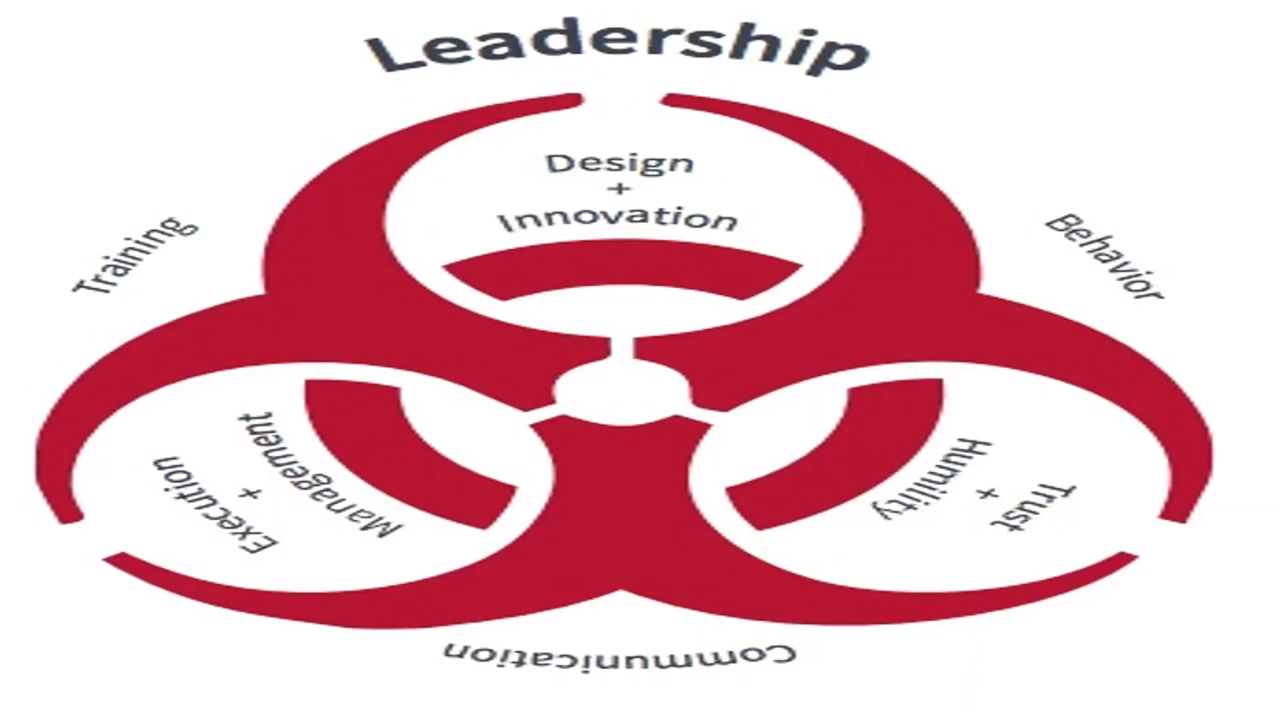 Leadership
Design
+
Innovation
Training
Behavior
Management
+
Execution
Humility
+
Trust
Communication